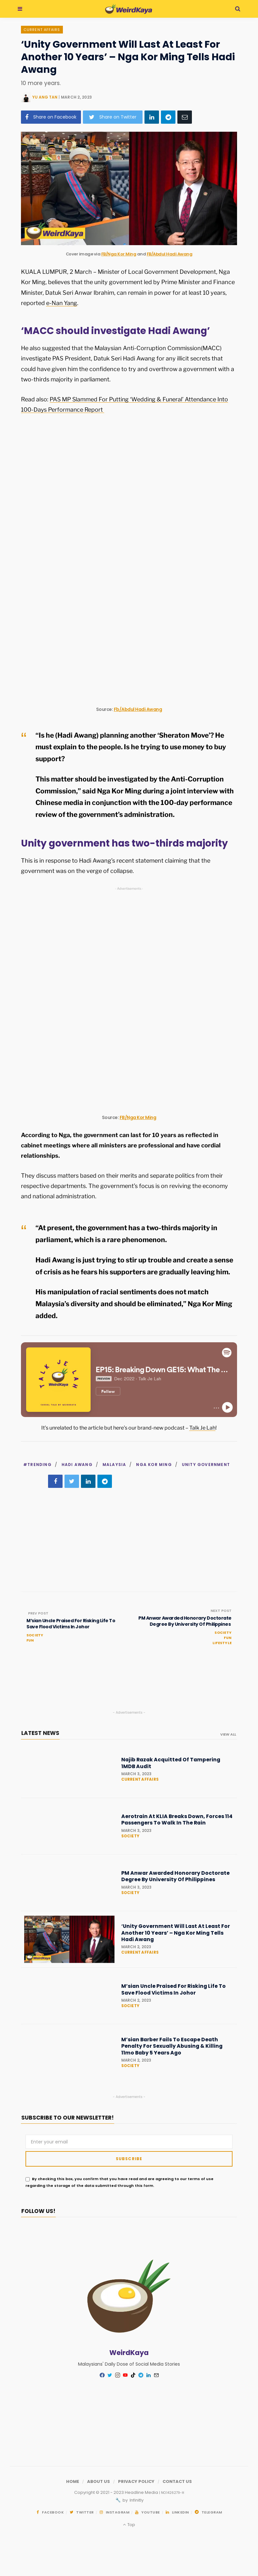 WeirdKaya
CURRENT AFFAIRS
‘Unity Government Will Last At Least For
Another 10 Years’ – Nga Kor Ming Tells Hadi
Awang
10 more years.
MARCH 2, 2023
Share on Facebook
Share on Twitter
WeirdKaya
Cover image via FB/Nga Kor Ming and FB/Abdul Hadi Awang
KUALA LUMPUR, 2 March – Minister of Local Government Development, Nga
Kor Ming, believes that the unity government led by Prime Minister and Finance
Minister, Datuk Seri Anwar Ibrahim, can remain in power for at least 10 years,
reported e-Nan Yang.
‘MACC should investigate Hadi Awang’
He also suggested that the Malaysian Anti-Corruption Commission(MACC)
investigate PAS President, Datuk Seri Hadi Awang for any illicit secrets that
could have given him the confidence to try and overthrow a government with a
two-thirds majority in parliament.
Read also: PAS MP Slammed For Putting ‘Wedding & Funeral’ Attendance Into
100-Days Performance Report
Source: Fb/Abdul Hadi Awang
“Is he (Hadi Awang) planning another ‘Sheraton Move’? He
must explain to the people. Is he trying to use money to buy
support?
This matter should be investigated by the Anti-Corruption
Commission,” said Nga Kor Ming during a joint interview with
Chinese media in conjunction with the 100-day performance
review of the government’s administration.
Unity government has two-thirds majority
This is in response to Hadi Awang’s recent statement claiming that the
government was on the verge of collapse.
- Advertisements -
Source: FB/Nga Kor Ming
According to Nga, the government can last for 10 years as reflected in
cabinet meetings where all ministers are professional and have cordial
relationships.
They discuss matters based on their merits and separate politics from their
respective departments. The government’s focus is on reviving the economy
and national administration.
“At present, the government has a two-thirds majority in
parliament, which is a rare phenomenon.
Hadi Awang is just trying to stir up trouble and create a sense
of crisis as he fears his supporters are gradually leaving him.
His manipulation of racial sentiments does not match
Malaysia’s diversity and should be eliminated,” Nga Kor Ming
added.
WeirdKaya
EP15: Breaking Down GE15: What The ...
Preview Dec 2022 · Talk Je Lah
Follow
(It’s unrelated to the article but here’s our brand-new podcast – Talk Je Lah!
#TRENDING / HADI AWANG / MALAYSIA / NGA KOR MING / UNITY GOVERNMENT
PREV POST
M’sian Uncle Praised For Risking Life To
Save Flood Victims In Johor
SOCIETY
FUN
NEXT POST
PM Anwar Awarded Honorary Doctorate
Degree By University Of Philippines
SOCIETY
FUN
LIFESTYLE
- Advertisements -
LATEST NEWS
VIEW ALL
Najib Razak Acquitted Of Tampering
1MDB Audit
MARCH 3, 2023
CURRENT AFFAIRS
Aerotrain At KLIA Breaks Down, Forces 114
Passengers To Walk In The Rain
MARCH 3, 2023
SOCIETY
PM Anwar Awarded Honorary Doctorate
Degree By University Of Philippines
MARCH 3, 2023
SOCIETY
‘Unity Government Will Last At Least For
Another 10 Years’ – Nga Kor Ming Tells
Hadi Awang
MARCH 2, 2023
CURRENT AFFAIRS
M’sian Uncle Praised For Risking Life To
Save Flood Victims In Johor
MARCH 2, 2023
SOCIETY
M’sian Barber Fails To Escape Death
Penalty For Sexually Abusing & Killing
11mo Baby 5 Years Ago
MARCH 2, 2023
SOCIETY
- Advertisements -
SUBSCRIBE TO OUR NEWSLETTER!
Enter your email
SUBSCRIBE
By checking this box, you confirm that you have read and are agreeing to our terms of use
regarding the storage of the data submitted through this form.
FOLLOW US!
WeirdKaya
Malaysians' Daily Dose of Social Media Stories
HOME / ABOUT US / PRIVACY POLICY / CONTACT US
by Infinity
FACEBOOK TWITTER INSTAGRAM YOUTUBE LINKEDIN TELEGRAM
Top